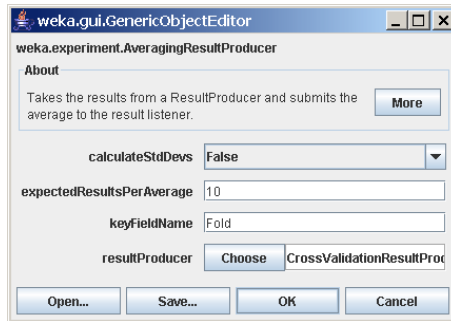 weka.gui.GenericObjectEditor
weka.experiment.AveragingResultProducer
About
Takes the results from a ResultProducer and submits the
average to the result listener.
More
calculateStdDevs False
expectedResultsPerAverage 10
keyFieldName Fold
resultProducer Choose CrossValidationResultProd
Open... Save... OK Cancel